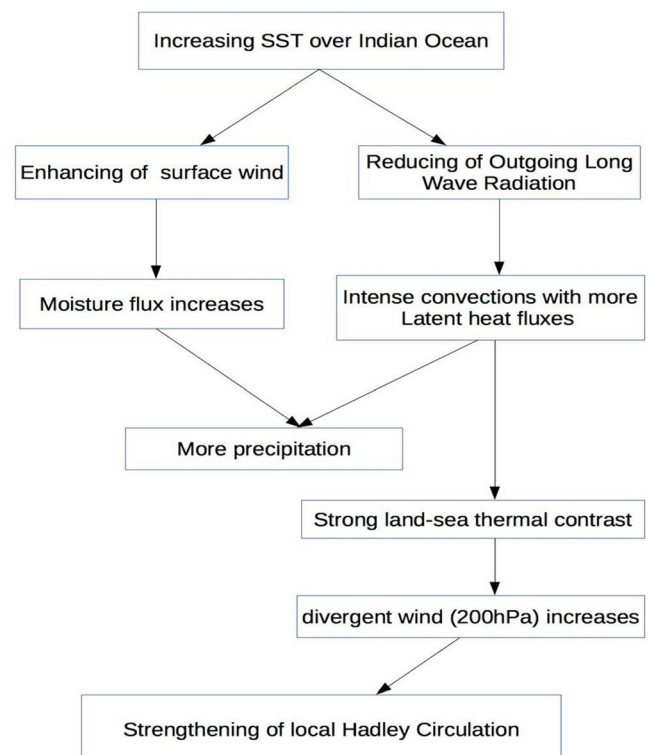 Increasing SST over Indian Ocean
Enhancing of surface wind
Reducing of Outgoing Long
Wave Radiation
Moisture flux increases
Intense convections with more
Latent heat fluxes
More precipitation
Strong land-sea thermal contrast
divergent wind (200hPa) increases
Strengthening of local Hadley Circulation